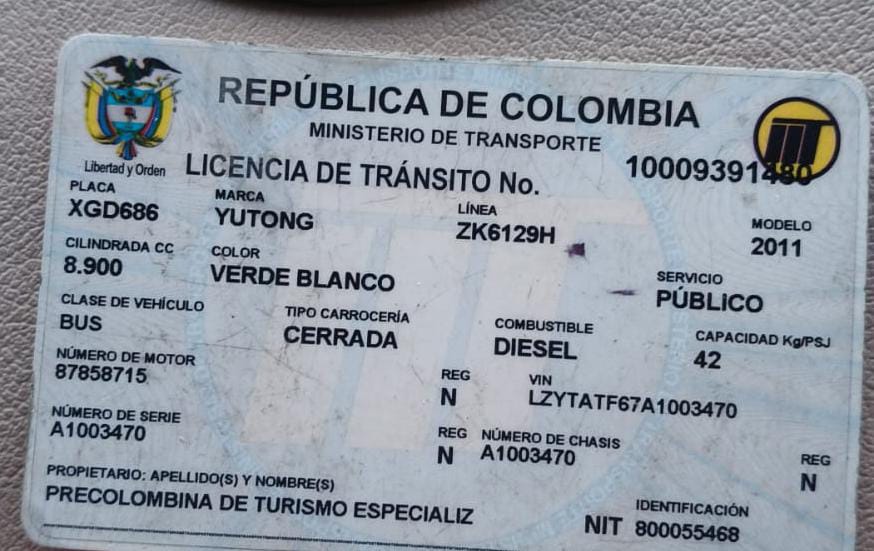 REPÚBLICA DE COLOMBIA
MINISTERIO DE TRANSPORTE
Libertad y Orden
LICENCIA DE TRÁNSITO No. 10009391480
PLACA MARCA LÍNEA MODELO
XGD686 YUTONG ZK6129H 2011
CILINDRADA CC COLOR SERVICIO
8.900 VERDE BLANCO PÚBLICO
CLASE DE VEHÍCULO TIPO CARROCERÍA COMBUSTIBLE CAPACIDAD Kg/PSJ
BUS CERRADA DIESEL 42
NÚMERO DE MOTOR REG VIN
87858715 N LZYTATF67A1003470
NÚMERO DE SERIE REG NÚMERO DE CHASIS REG
A1003470 N A1003470 N
PROPIETARIO: APELLIDO(S) Y NOMBRE(S) IDENTIFICACIÓN
PRECOLOMBINA DE TURISMO ESPECIALIZ NIT 800055468